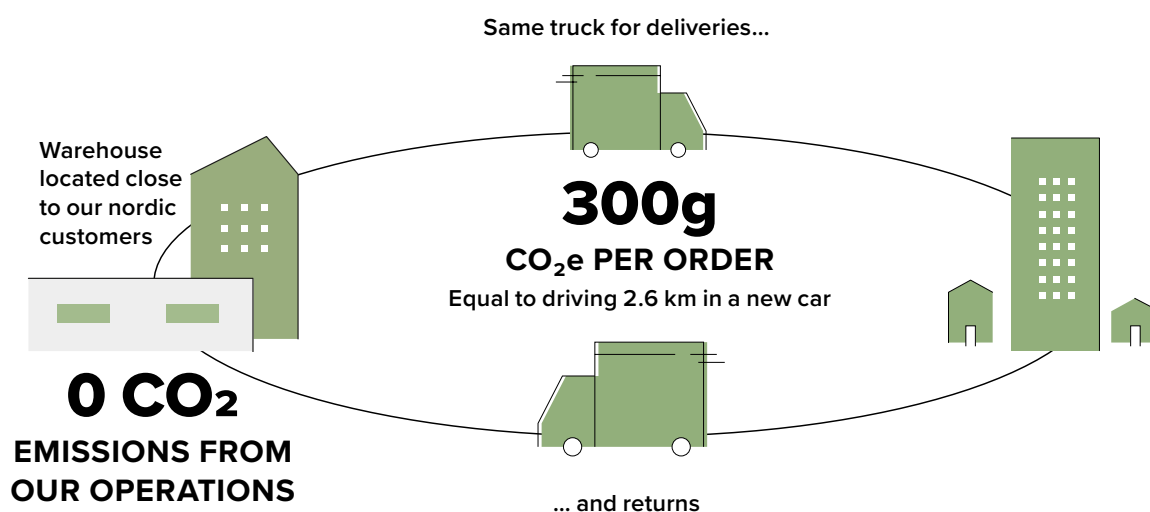 Same truck for deliveries...
Warehouse
located close
to our nordic
customers
300g
CO₂e PER ORDER
Equal to driving 2.6 km in a new car
0 CO₂
EMISSIONS FROM
OUR OPERATIONS
... and returns